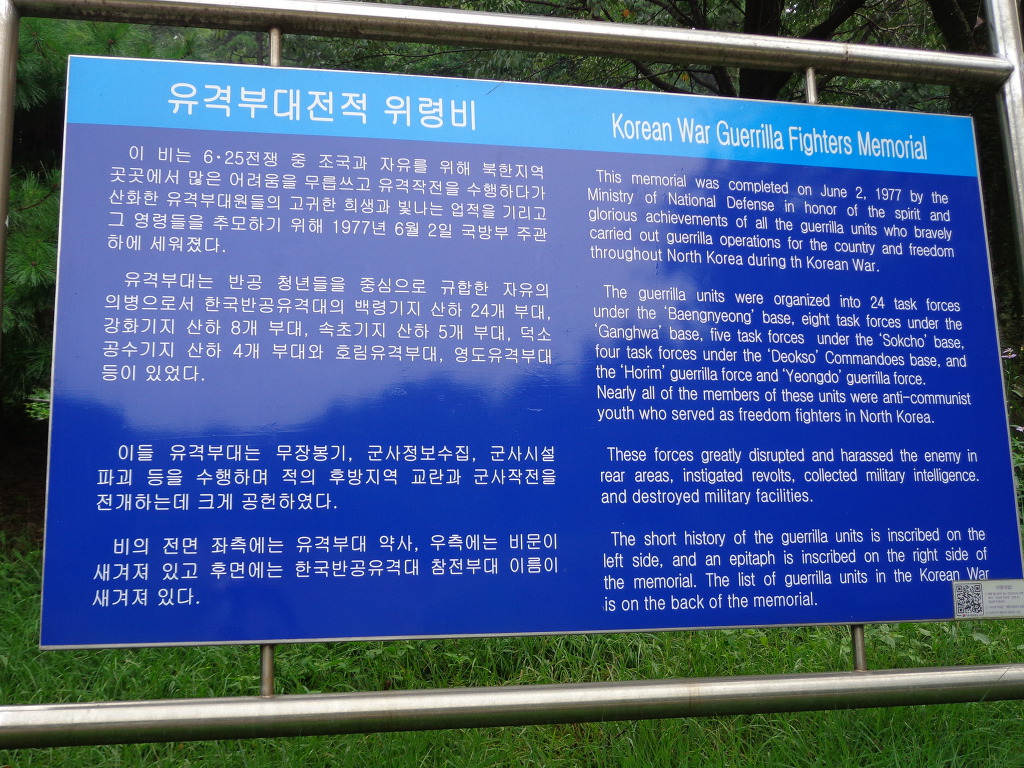 유격부대전적 위령비
이 비는 6·25전쟁 중 조국과 자유를 위해 북한지역
곳곳에서 많은 어려움을 무릅쓰고 유격작전을 수행하다가
산화한 유격부대원들의 고귀한 희생과 빛나는 업적을 기리고
그 영령들을 추모하기 위해 1977년 6월 2일 국방부 주관
하에 세워졌다.
유격부대는 반공 청년들을 중심으로 규합한 자유의
의병으로서 한국반공유격대의 백령기지 산하 24개 부대,
강화기지 산하 8개 부대, 속초기지 산하 5개 부대, 덕소
공수기지 산하 4개 부대와 호림유격부대, 영도유격부대
등이 있었다.
이들 유격부대는 무장봉기, 군사정보수집, 군사시설
파괴 등을 수행하며 적의 후방지역 교란과 군사작전을
전개하는데 크게 공헌하였다.
비의 전면 좌측에는 유격부대 약사, 우측에는 비문이
새겨져 있고 후면에는 한국반공유격대 참전부대 이름이
새겨져 있다.
Korean War Guerrilla Fighters Memorial
This memorial was completed on June 2, 1977 by the
Ministry of National Defense in honor of the spirit and
glorious achievements of all the guerrilla units who bravely
carried out guerrilla operations for the country and freedom
throughout North Korea during th Korean War.
The guerrilla units were organized into 24 task forces
under the 'Baengnyeong' base, eight task forces under the
'Ganghwa' base, five task forces under the 'Sokcho' base,
four task forces under the 'Deokso' Commandoes base, and
the 'Horim' guerrilla force and 'Yeongdo' guerrilla force.
Nearly all of the members of these units were anti-communist
youth who served as freedom fighters in North Korea.
These forces greatly disrupted and harassed the enemy in
rear areas, instigated revolts, collected military intelligence.
and destroyed military facilities.
The short history of the guerrilla units is inscribed on the
left side, and an epitaph is inscribed on the right side of
the memorial. The list of guerrilla units in the Korean War
is on the back of the memorial.